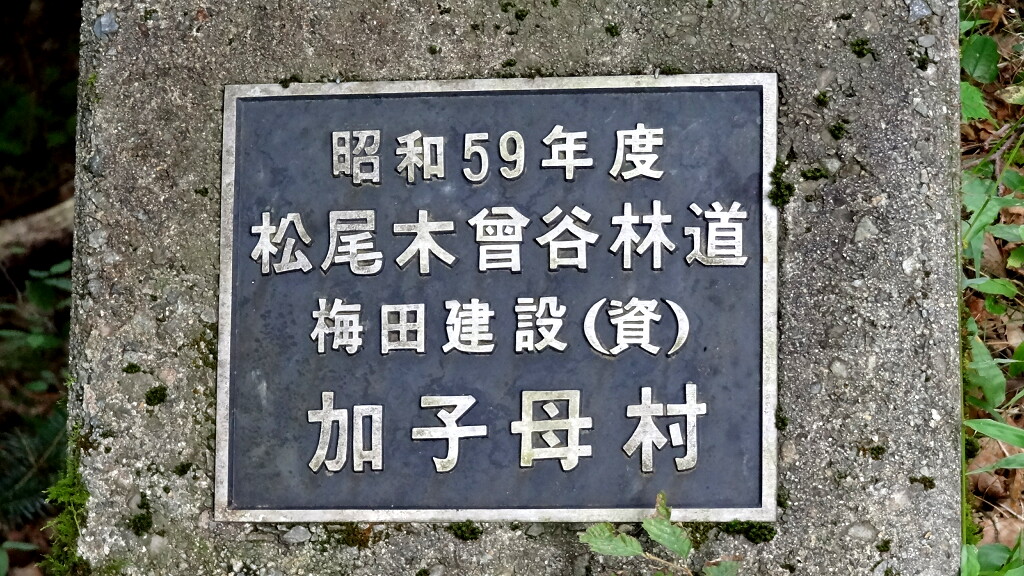 昭和59年度
松尾木曾谷林道
梅田建設(資)
加子母村